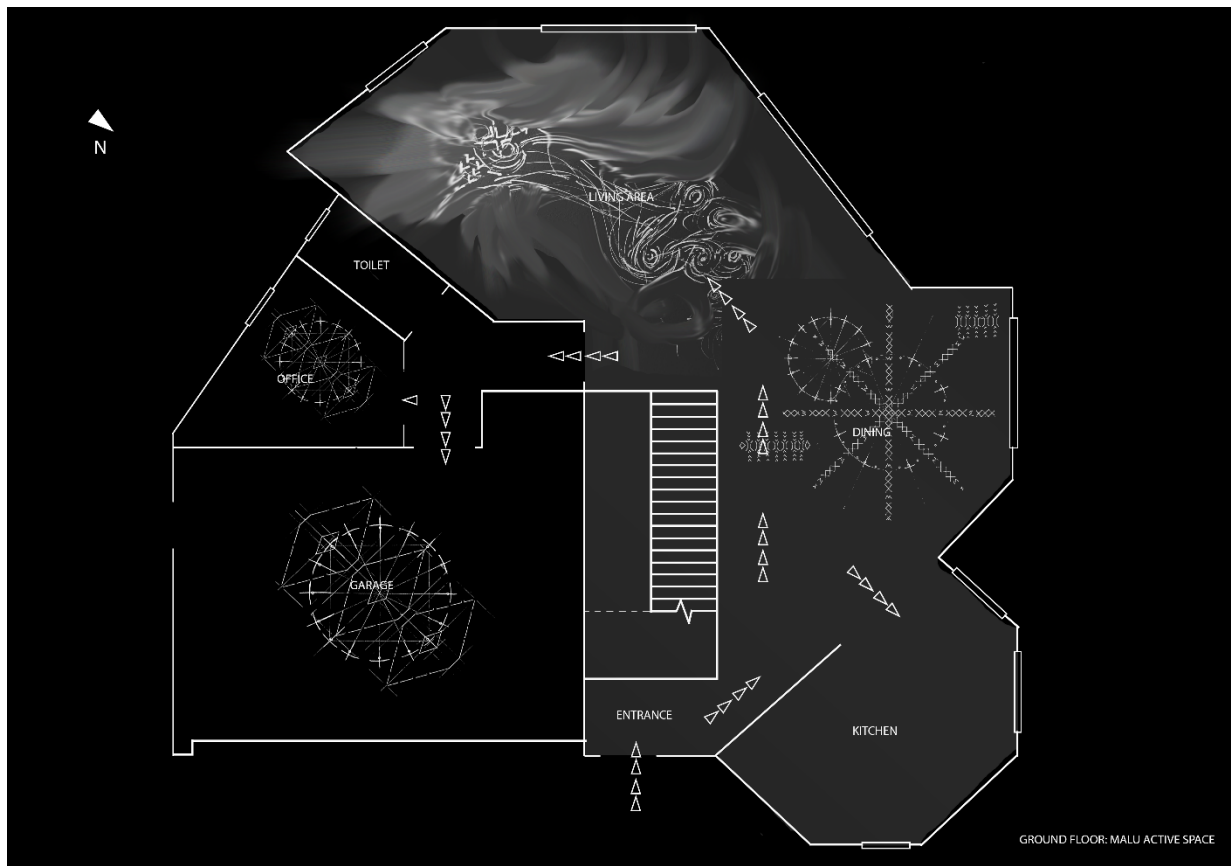 N
LIVING AREA
TOILET
OFFICE
DINING
GARAGE
ENTRANCE
KITCHEN
GROUND FLOOR: MALU ACTIVE SPACE